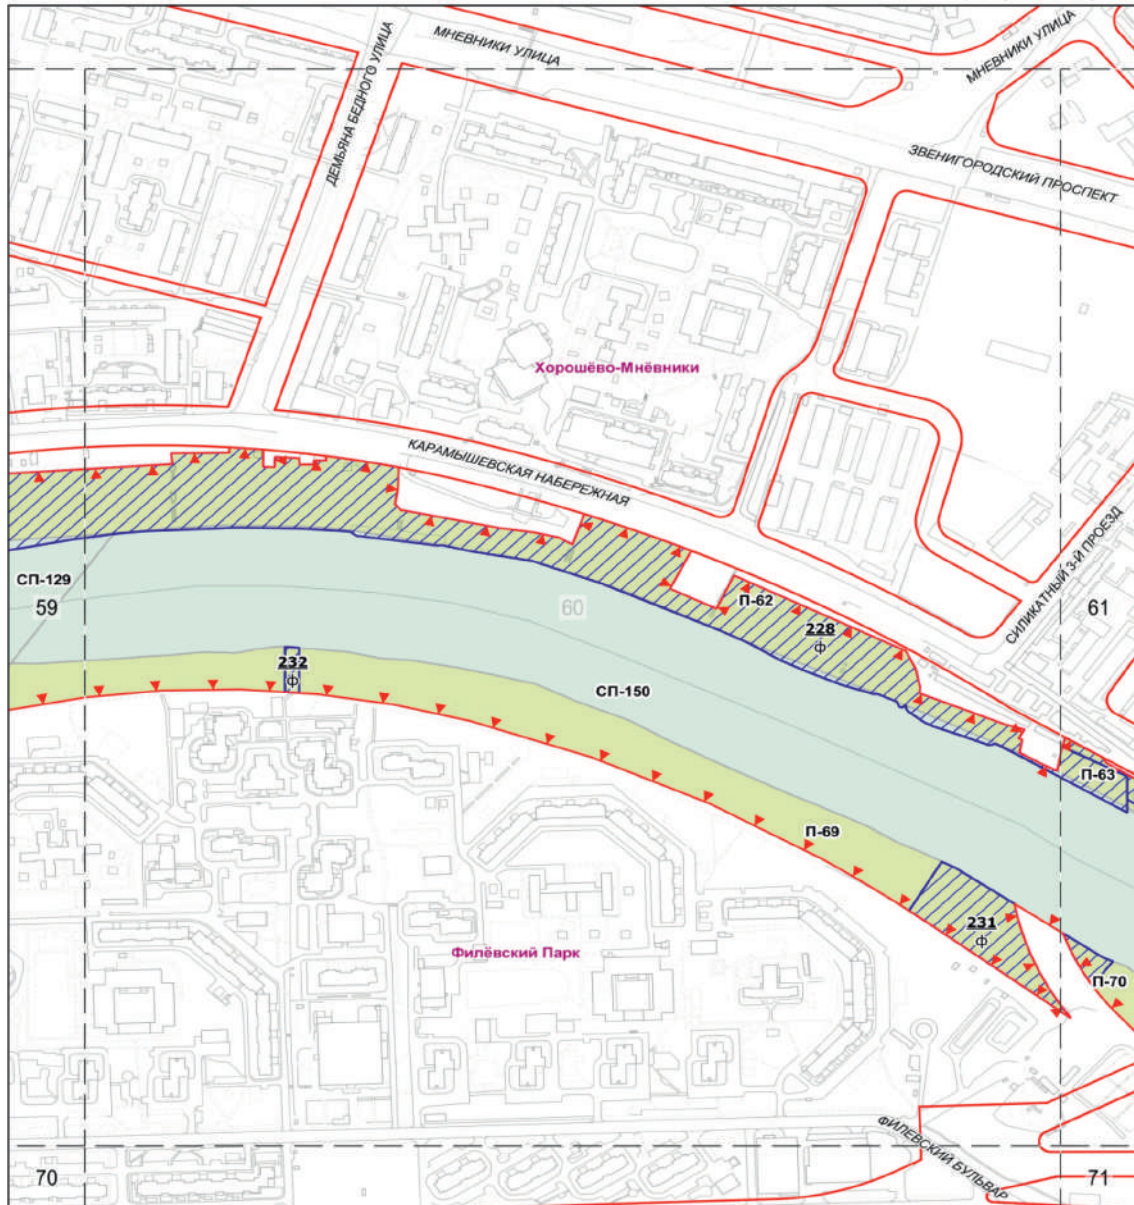 МНЕВНИКИ УЛИЦА
МНЕВНИКИ УЛИЦА
ДЕМЬЯНА БЕДНОГО УЛИЦА
ЗВЕНИГОРОДСКИЙ ПРОСПЕКТ
Хорошёво-Мнёвники
КАРАМЫШЕВСКАЯ НАБЕРЕЖНАЯ
СИЛИКАТНЫЙ 3-Й ПРОЕЗД
СП-129
59
60
П-62
61
228
ф
232
ф
СП-150
П-63
П-69
231
ф
Филёвский Парк
П-70
ФИЛЕВСКИЙ БУЛЬВАР
70
71